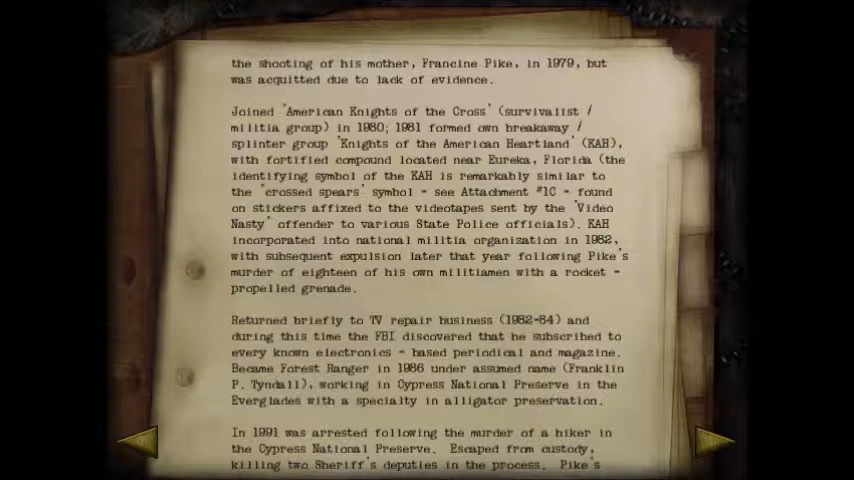 the shooting of his mother, Francine Pike, in 1979, but
was acquitted due to lack of evidence.
Joined 'American Knights of the Cross' (survivalist /
militia group) in 1980; 1981 formed own breakaway /
splinter group 'Knights of the American Heartland' (KAH),
with fortified compound located near Eureka, Florida (the
identifying symbol of the KAH is remarkably similar to
the 'crossed spears' symbol - see Attachment #1C - found
on stickers affixed to the videotapes sent by the 'Video
Nasty' offender to various State Police officials). KAH
incorporated into national militia organization in 1982,
with subsequent expulsion later that year following Pike's
murder of eighteen of his own militiamen with a rocket -
propelled grenade.
Returned briefly to TV repair business (1982-84) and
during this time the FBI discovered that he subscribed to
every known electronics - based periodical and magazine.
Became Forest Ranger in 1986 under assumed name (Franklin
P. Tyndall), working in Cypress National Preserve in the
Everglades with a specialty in alligator preservation.
In 1991 was arrested following the murder of a hiker in
the Cypress National Preserve. Escaped from custody,
killing two Sheriff's deputies in the process. Pike's